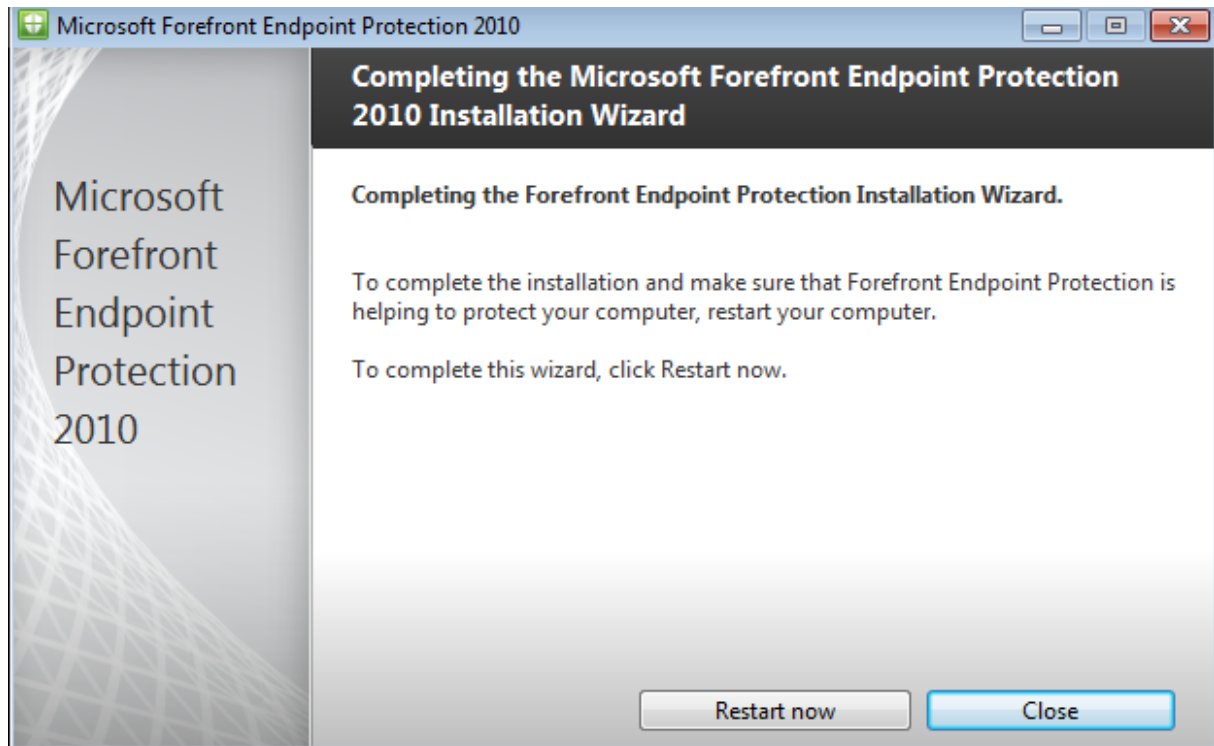 Microsoft Forefront Endpoint Protection 2010
Completing the Microsoft Forefront Endpoint Protection
2010 Installation Wizard
Microsoft
Forefront
Endpoint
Protection
2010
Completing the Forefront Endpoint Protection Installation Wizard.
To complete the installation and make sure that Forefront Endpoint Protection is
helping to protect your computer, restart your computer.
To complete this wizard, click Restart now.
Restart now
Close